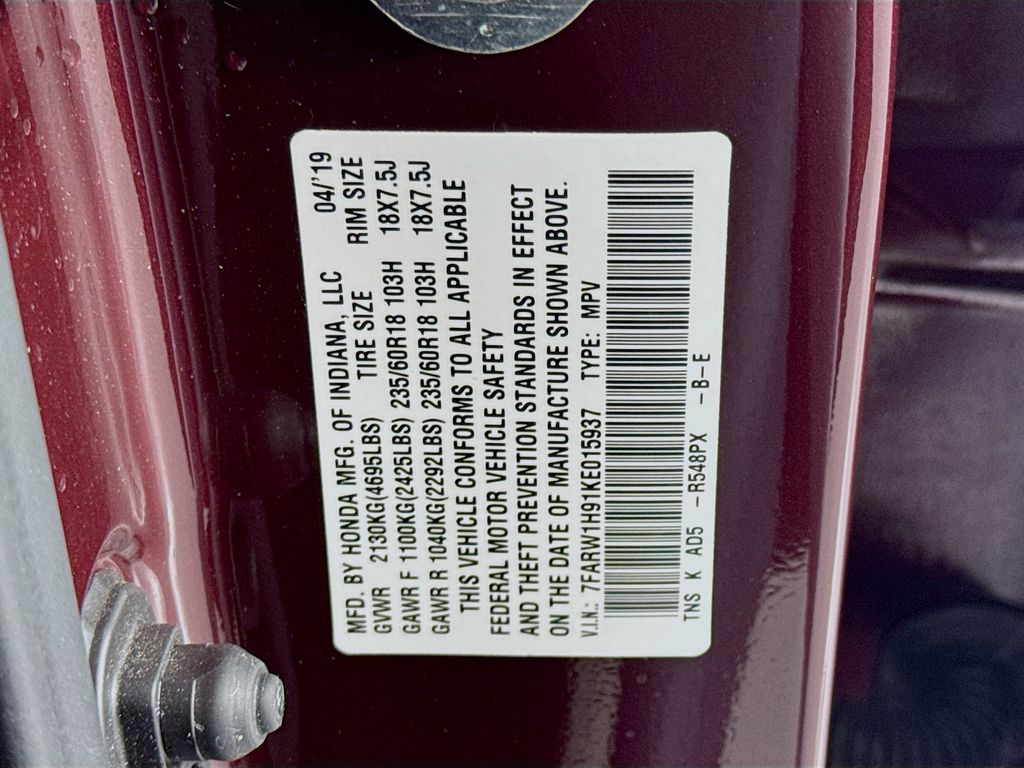 MFD. BY HONDA MFG. OF INDIANA, LLC 04/'19
GVWR 2130KG(4695LBS) TIRE SIZE RIM SIZE
GAWR F 1100KG(2425LBS) 235/60R18 103H 18X7.5J
GAWR R 1040KG(2292LBS) 235/60R18 103H 18X7.5J
THIS VEHICLE CONFORMS TO ALL APPLICABLE
FEDERAL MOTOR VEHICLE SAFETY
AND THEFT PREVENTION STANDARDS IN EFFECT
ON THE DATE OF MANUFACTURE SHOWN ABOVE.
V.I.N.: 7FARW1H91KE015937 TYPE: MPV
TNS K AD5 -R548PX -B-E